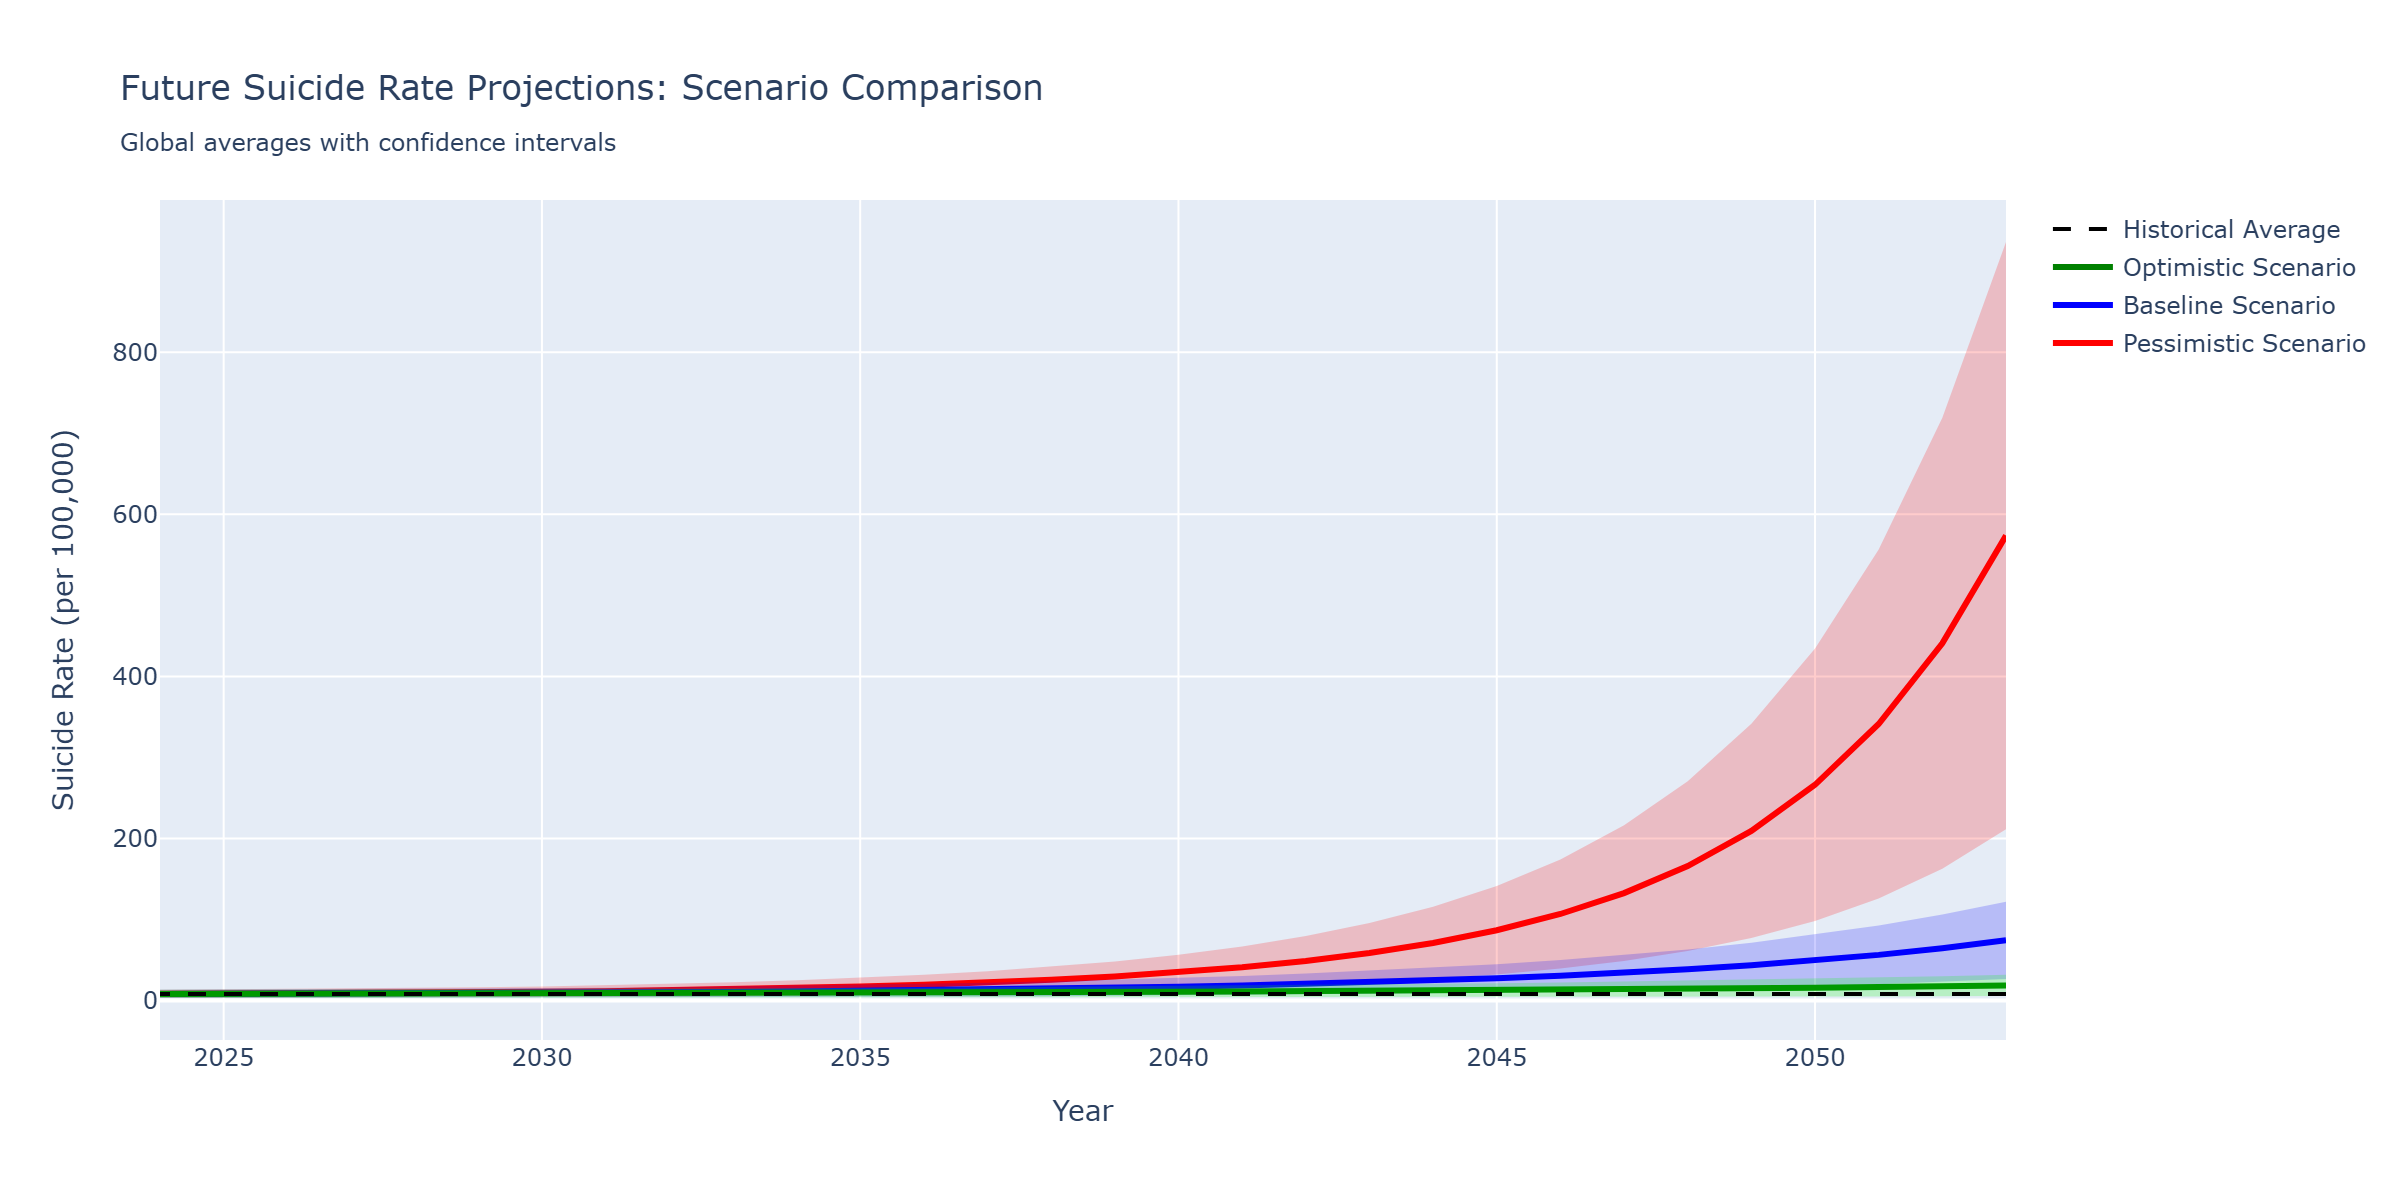 Future Suicide Rate Projections: Scenario Comparison
Global averages with confidence intervals
Historical Average
Optimistic Scenario
Baseline Scenario
Pessimistic Scenario
Suicide Rate (per 100,000)
800
600
400
200
0
2025
2030
2035
2040
2045
2050
Year